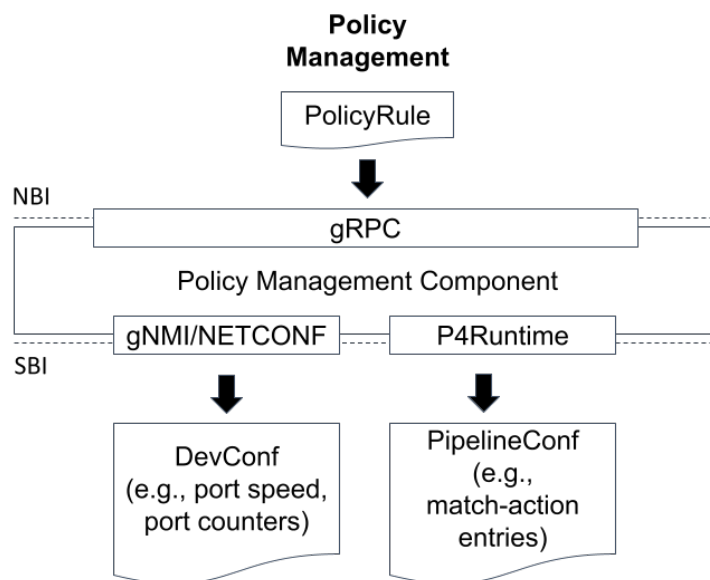 Policy
Management
PolicyRule
NBI
gRPC
Policy Management Component
gNMI/NETCONF
P4Runtime
SBI
DevConf
(e.g., port speed,
port counters)
PipelineConf
(e.g.,
match-action
entries)